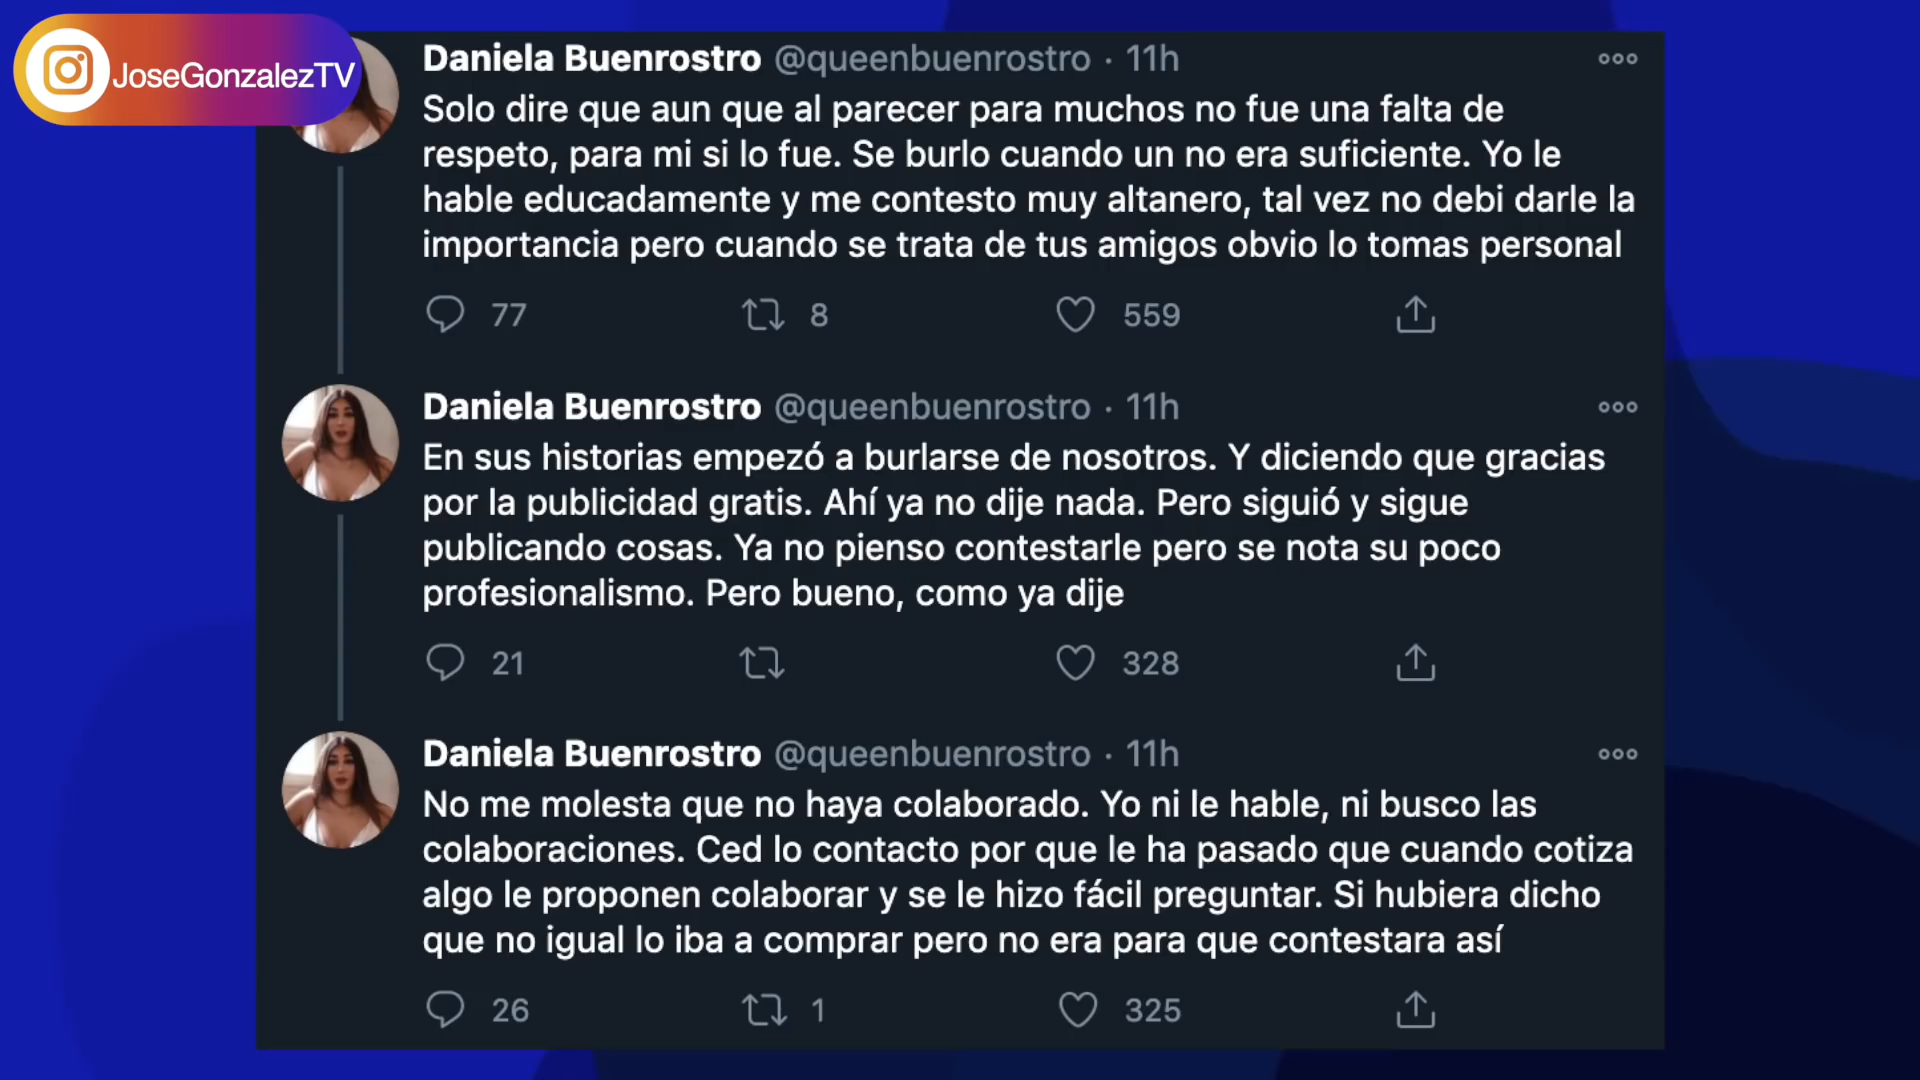 JoseGonzalezTV
Daniela Buenrostro @queenbuenrostro · 11h
Solo dire que aun que al parecer para muchos no fue una falta de
respeto, para mi si lo fue. Se burlo cuando un no era suficiente. Yo le
hable educadamente y me contesto muy altanero, tal vez no debi darle la
importancia pero cuando se trata de tus amigos obvio lo tomas personal
77 8 559
Daniela Buenrostro @queenbuenrostro · 11h
En sus historias empezó a burlarse de nosotros. Y diciendo que gracias
por la publicidad gratis. Ahí ya no dije nada. Pero siguió y sigue
publicando cosas. Ya no pienso contestarle pero se nota su poco
profesionalismo. Pero bueno, como ya dije
21 328
Daniela Buenrostro @queenbuenrostro · 11h
No me molesta que no haya colaborado. Yo ni le hable, ni busco las
colaboraciones. Ced lo contacto por que le ha pasado que cuando cotiza
algo le proponen colaborar y se le hizo fácil preguntar. Si hubiera dicho
que no igual lo iba a comprar pero no era para que contestara así
26 1 325